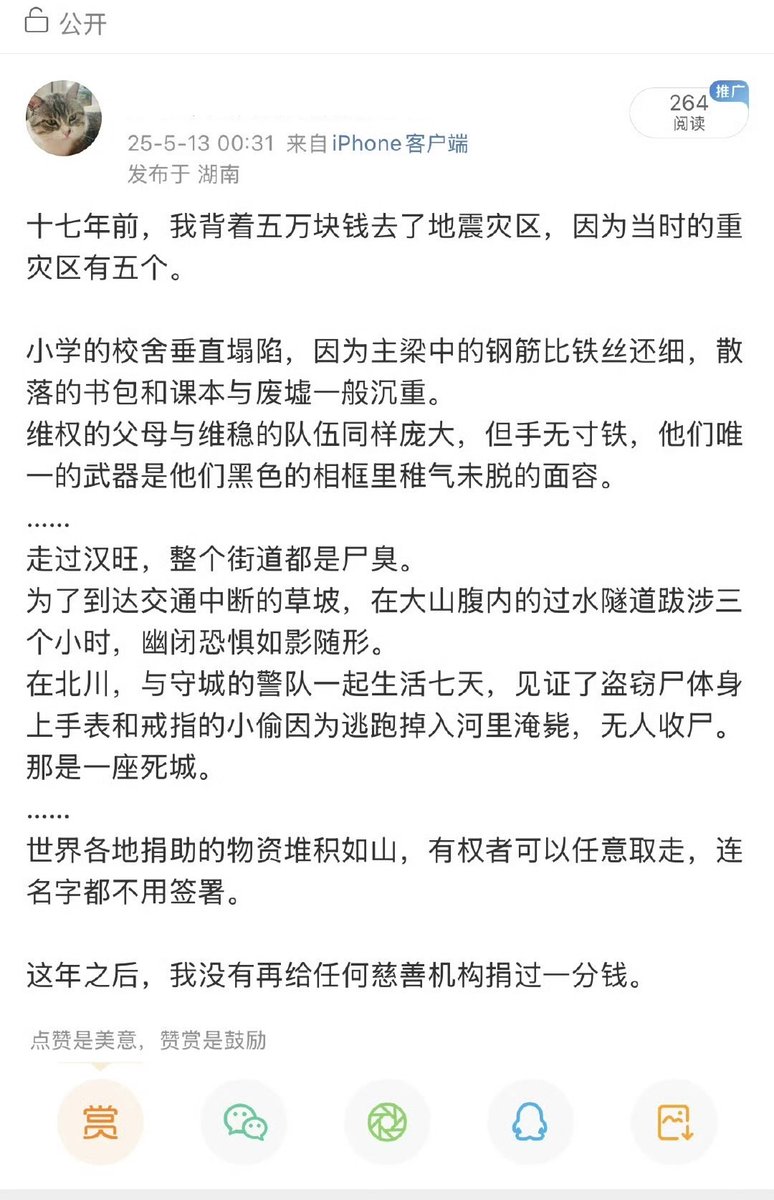 公开
264
推广
阅读
25-5-13 00:31 来自iPhone客户端
发布于 湖南
十七年前，我背着五万块钱去了地震灾区，因为当时的重
灾区有五个。
小学的校舍垂直塌陷，因为主梁中的钢筋比铁丝还细，散
落的书包和课本与废墟一般沉重。
维权的父母与维稳的队伍同样庞大，但手无寸铁，他们唯
一的武器是他们黑色的相框里稚气未脱的面容。
......
走过汉旺，整个街道都是尸臭。
为了到达交通中断的草坡，在大山腹内的过水隧道跋涉三
个小时，幽闭恐惧如影随形。
在北川，与守城的警队一起生活七天，见证了盗窃尸体身
上手表和戒指的小偷因为逃跑掉入河里淹毙，无人收尸。
那是一座死城。
......
世界各地捐助的物资堆积如山，有权者可以任意取走，连
名字都不用签署。
这年之后，我没有再给任何慈善机构捐过一分钱。
点赞是美意，赞赏是鼓励
赏